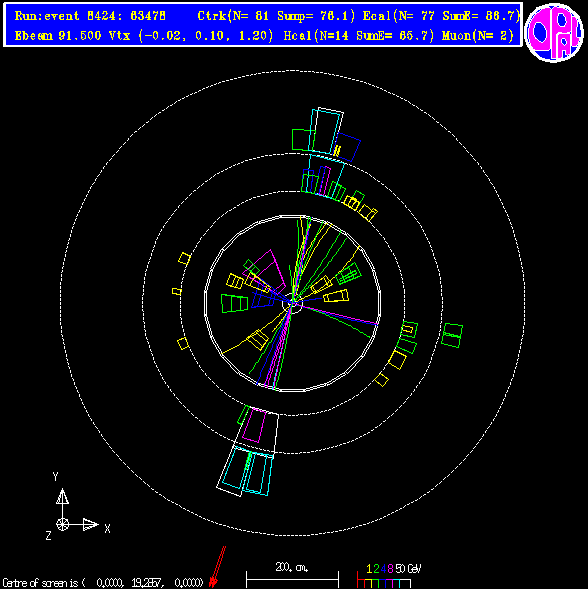 Run:event 8424: 63478 Ctrk(N= 81 Sump= 76.1) Ecal(N= 77 SumE= 86.7)
Ebeam 91.500 Vtx (-0.02, 0.10, 1.20) Hcal(N=14 SumE= 65.7) Muon(N= 2)
OPAL
Y
X
Z
200. cm.
1 2 4 8 50 GeV
Centre of screen is ( 0.0000, 19.2857, 0.0000)